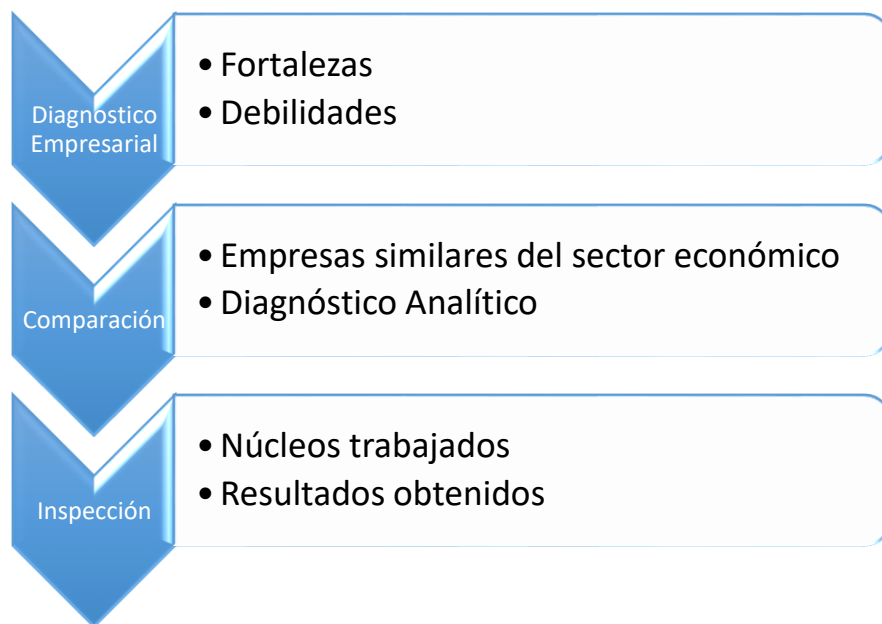 Diagnostico
Empresarial
• Fortalezas
• Debilidades
Comparación
• Empresas similares del sector económico
• Diagnóstico Analítico
Inspección
• Núcleos trabajados
• Resultados obtenidos